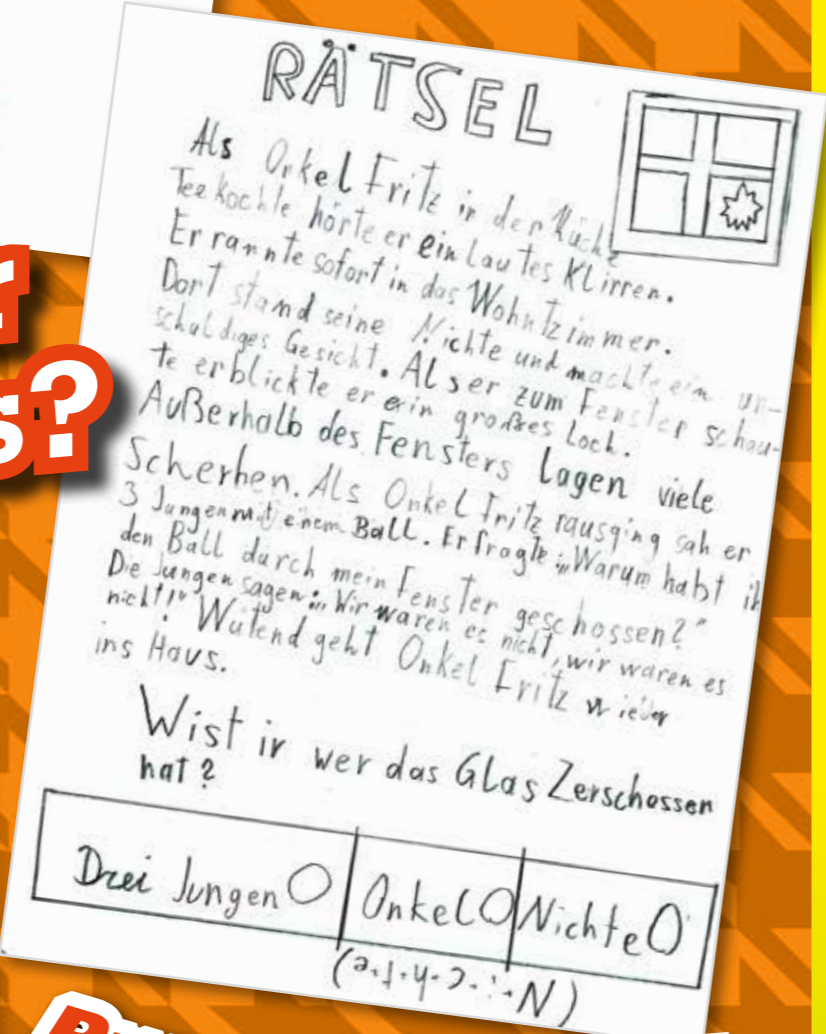 RÄTSEL
Als Onkel Fritz in der Küche
Tee kochte hörte er ein lautes Klirren.
Er rannte sofort in das Wohntzimmer.
Dort stand seine Nichte und machte ein un-
schuldiges Gesicht. Als er zum Fenster schau-
te erblickte er ein großes Loch.
Außerhalb des Fensters lagen viele
Scherben. Als Onkel Fritz rausging sah er
3 Jungen mit einem Ball. Er fragte: „Warum habt ih
den Ball durch mein Fenster geschossen?"
Die Jungen sagen: „Wir waren es nicht, wir waren es
nicht!" Wütend geht Onkel Fritz wieder
ins Haus.
Wist ir wer das Glas Zerschossen
hat?
Drei Jungen Onkel Nichte
(N-i-c-h-t-e)
s?